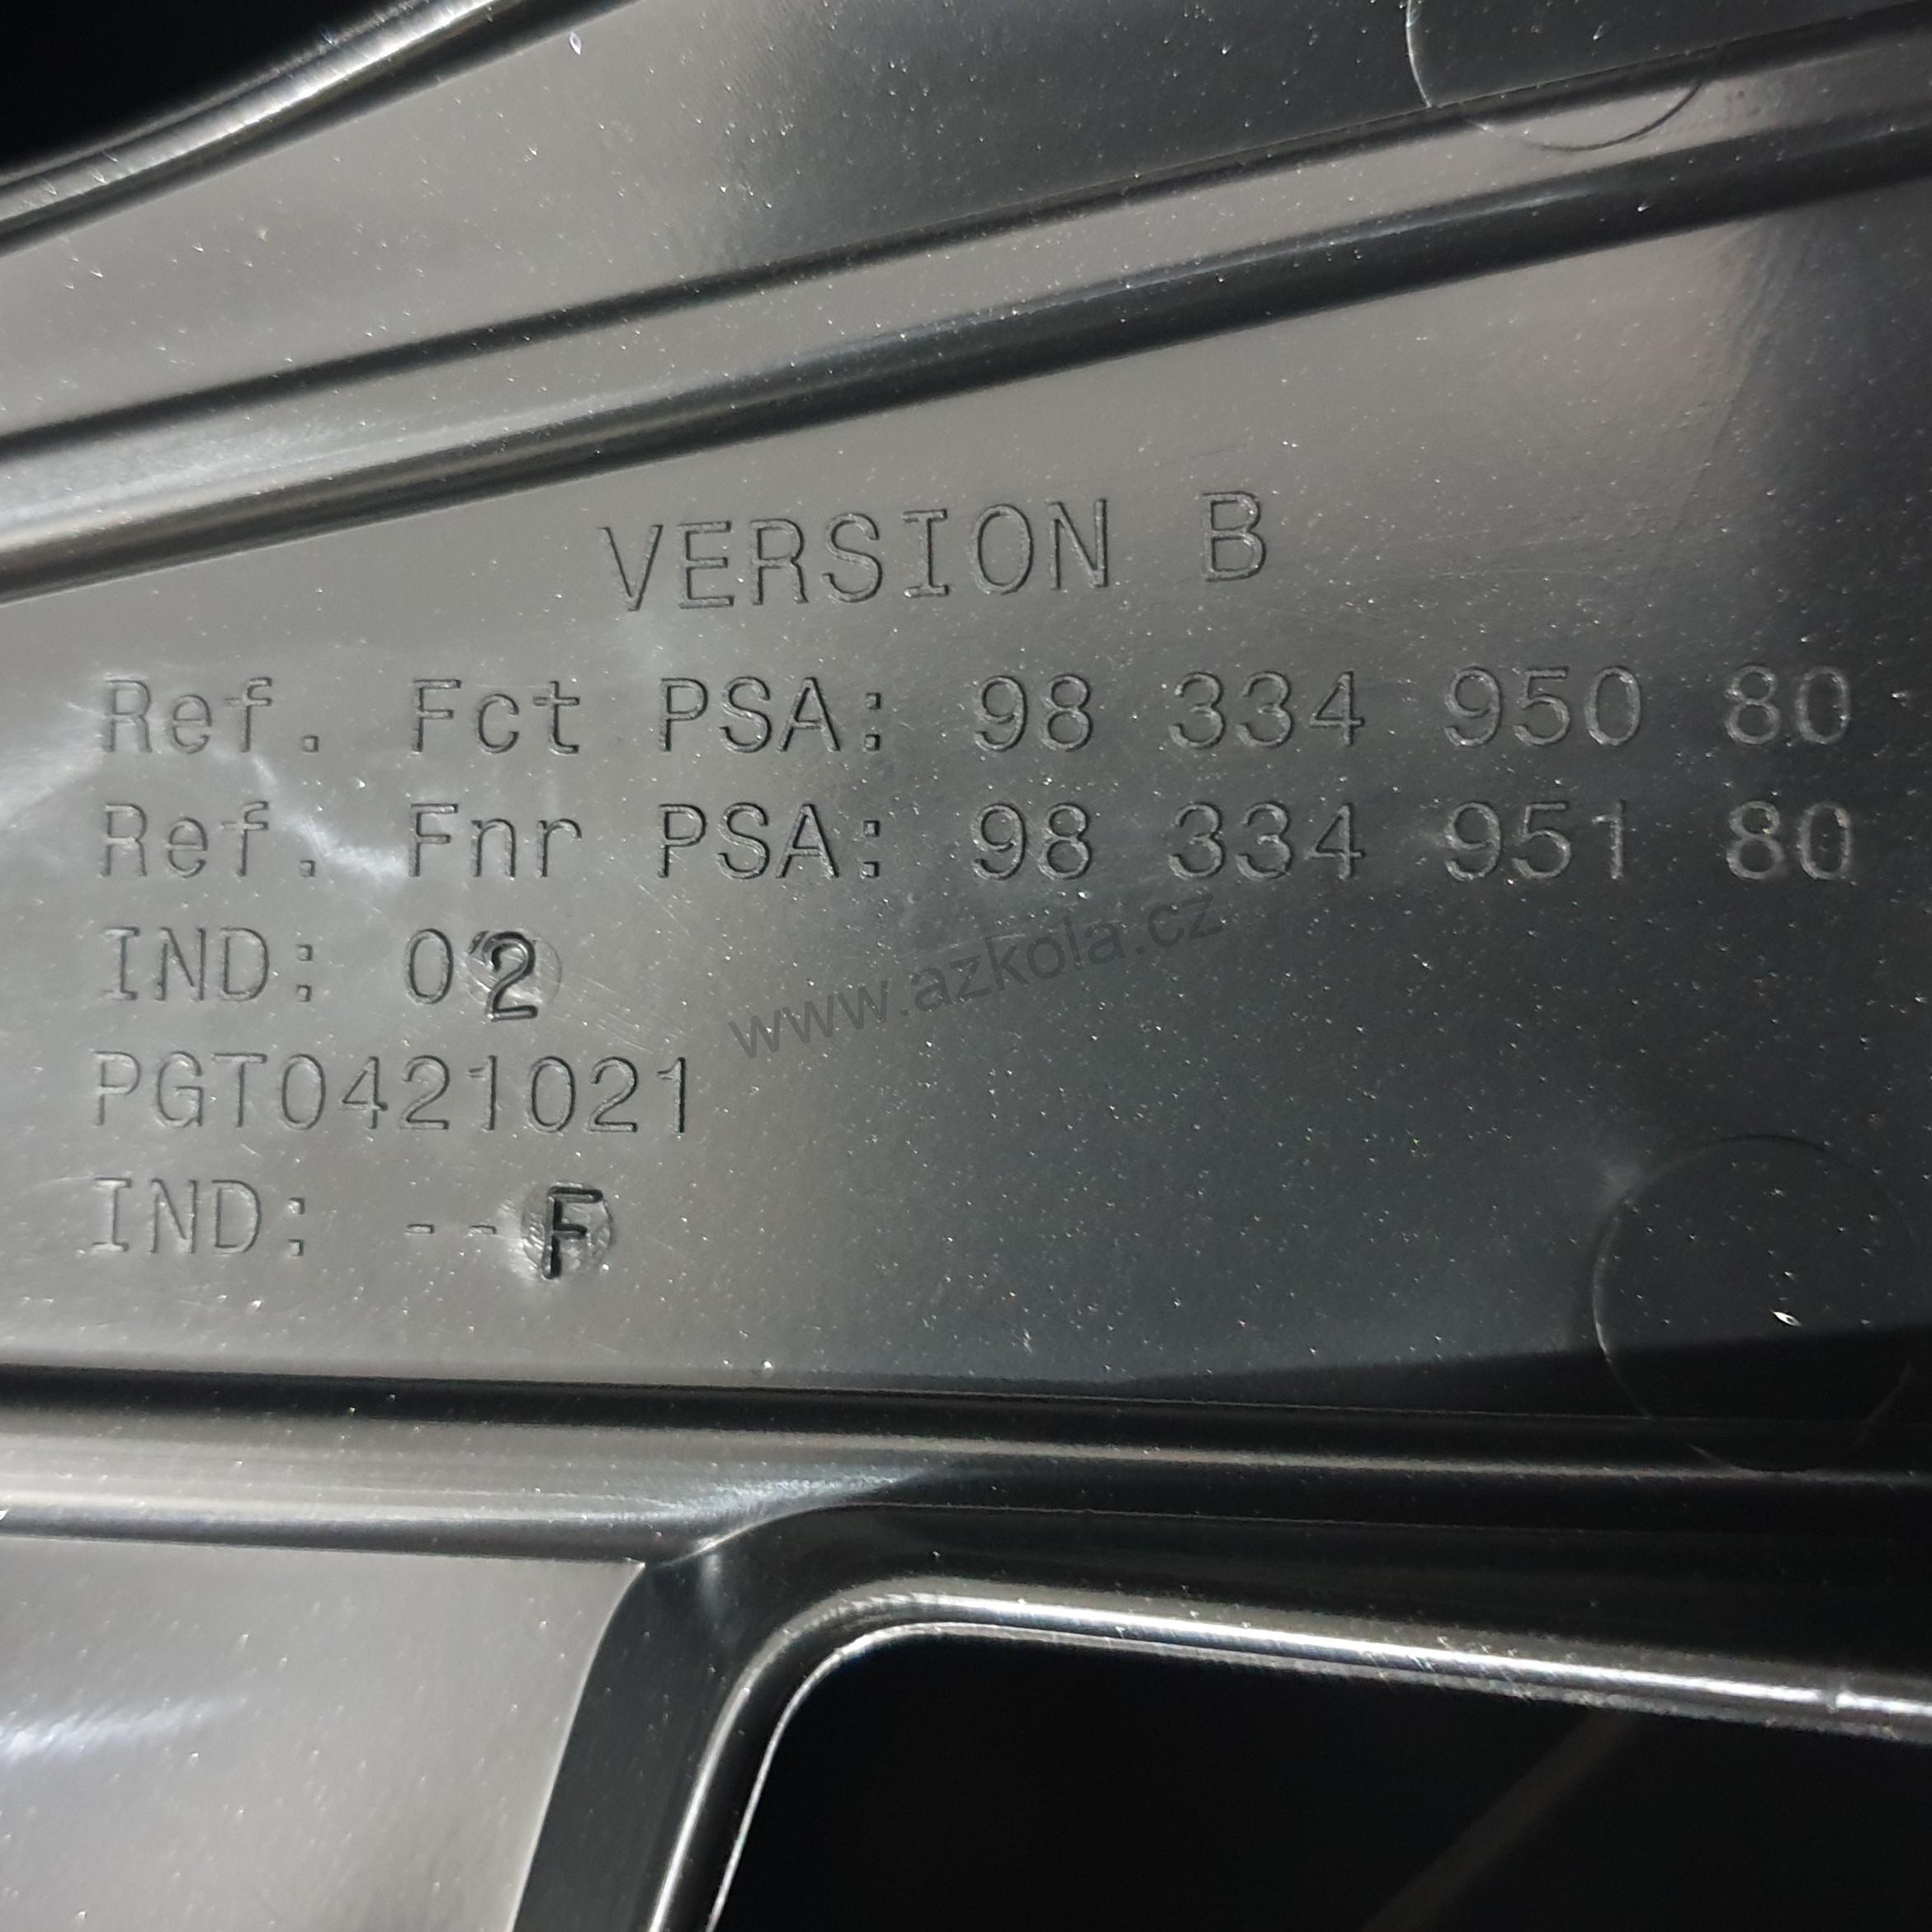 VERSION B
Ref. Fct PSA: 98 334 950 80
Ref. Fnr PSA: 98 334 951 80
IND: 02
www.azkola.cz
PGT0421021
IND: --F